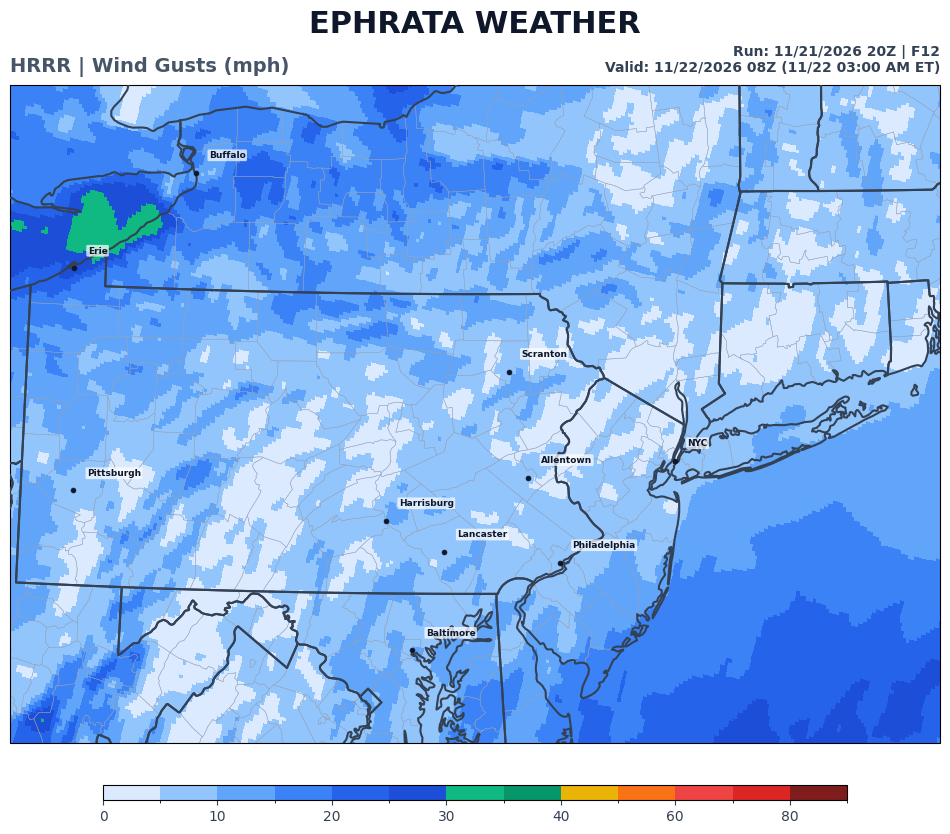 EPHRATA WEATHER
HRRR | Wind Gusts (mph)
Run: 11/21/2026 20Z | F12
Valid: 11/22/2026 08Z (11/22 03:00 AM ET)
Buffalo
Erie
Scranton
NYC
Allentown
Pittsburgh
Harrisburg
Lancaster
Philadelphia
Baltimore
0 10 20 30 40 50 60 70 80